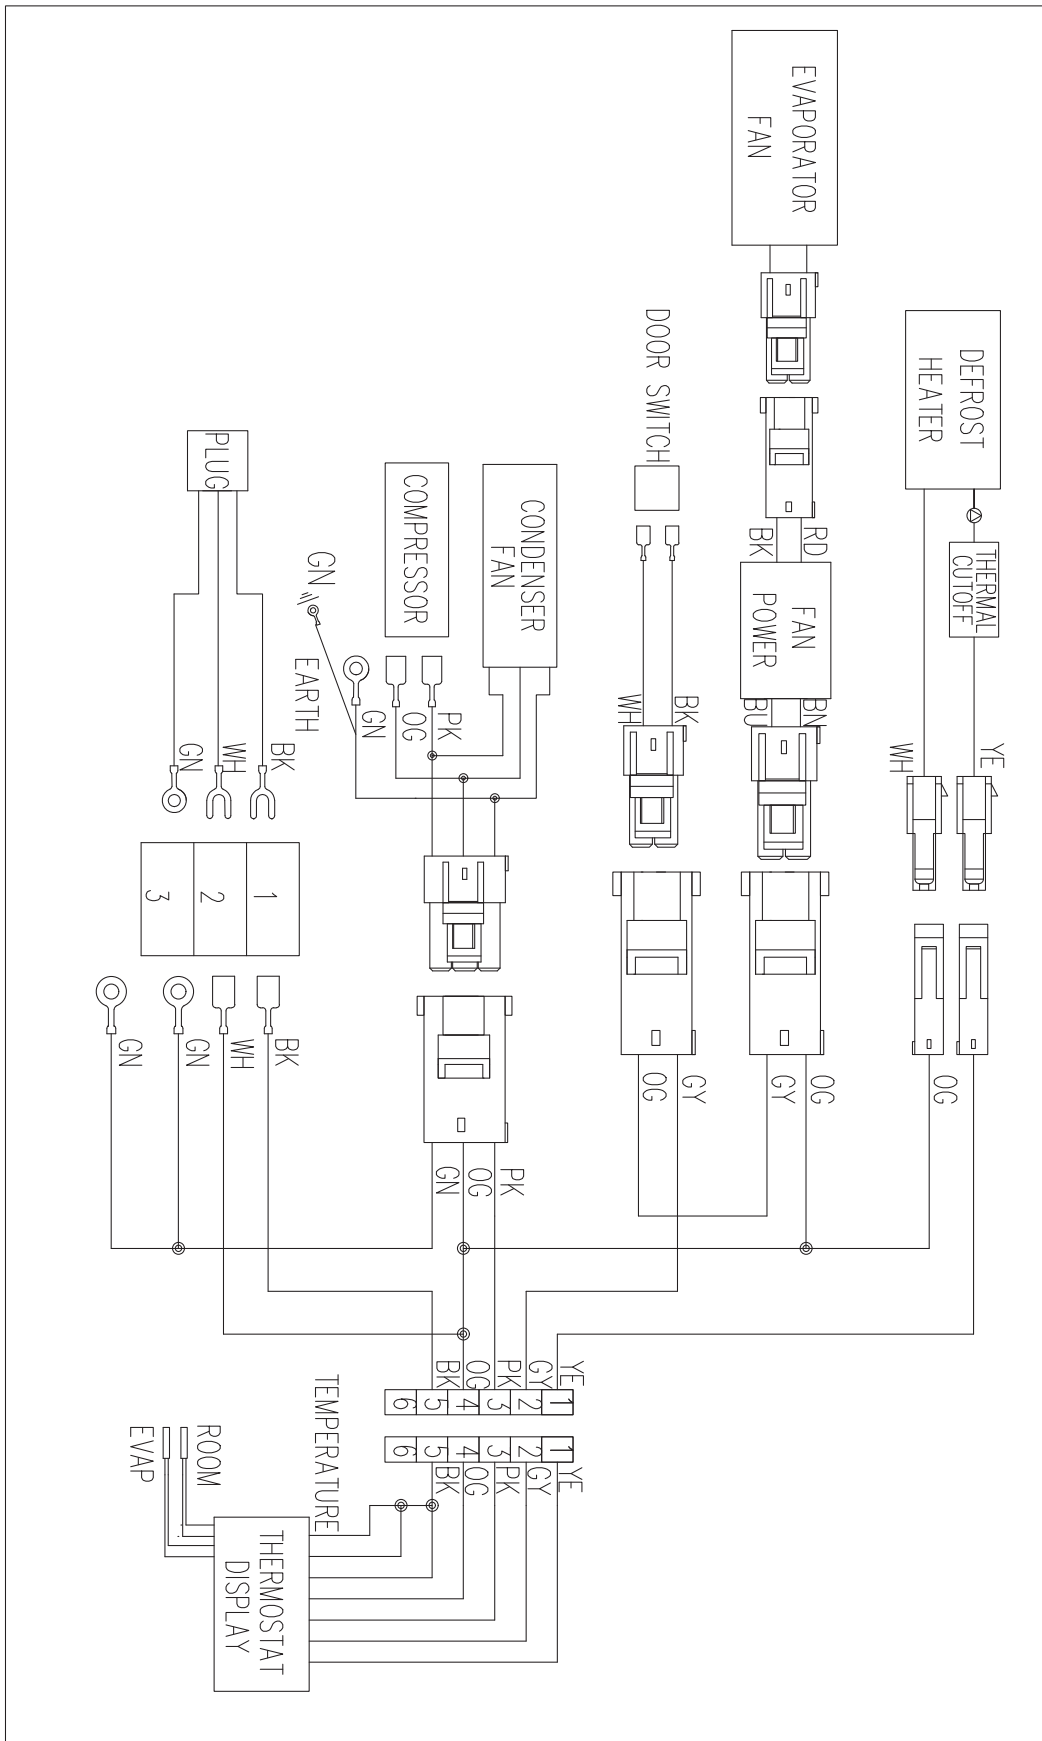 DEFROST
HEATER
THERMAL
CUTOFF
YE
WH
OG
YE
EVAPORATOR
FAN
RD
BK
FAN
POWER
BN
BU
OG
GY
DOOR SWITCH
BK
WH
GY
OG
CONDENSER
FAN
COMPRESSOR
PK
OG
GN
GN
EARTH
PK
OG
GN
PLUG
BK
WH
GN
1
2
3
BK
WH
GN
GN
YE
GY
PK
OG
BK
1
2
3
4
5
6
1
2
3
4
5
6
YE
GY
PK
OG
BK
TEMPERATURE
ROOM
EVAP
THERMOSTAT
DISPLAY